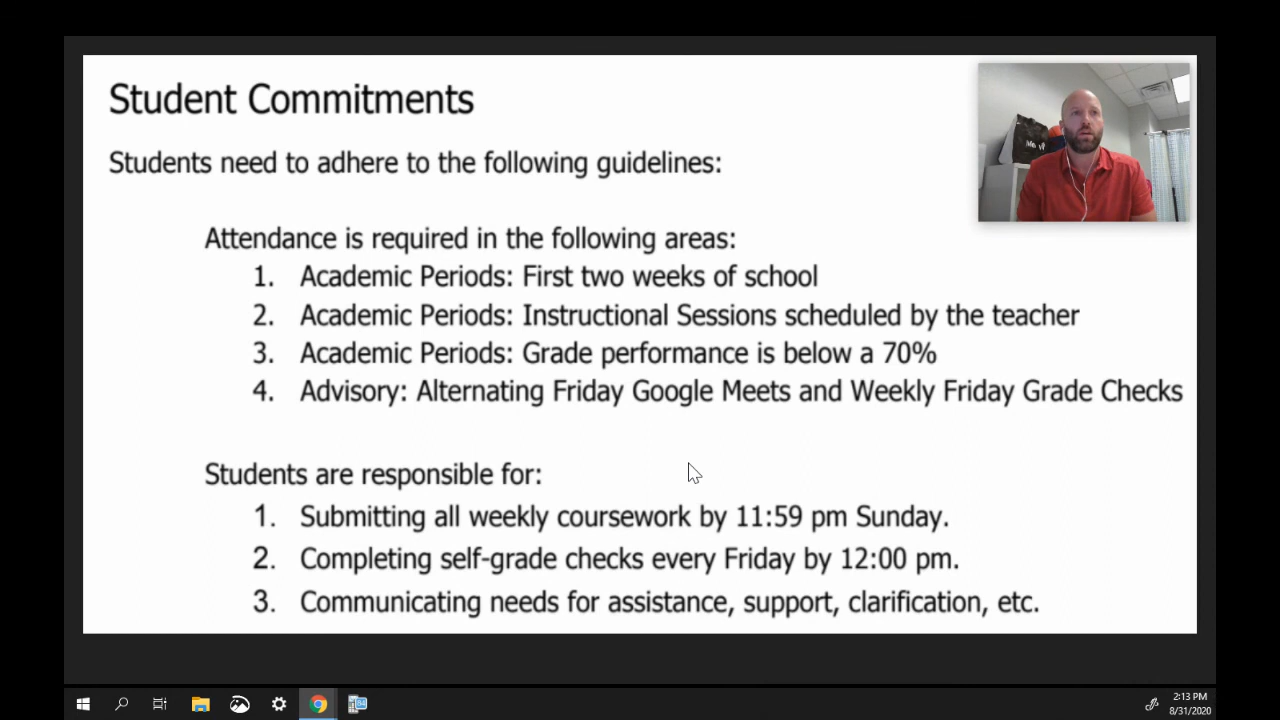 Student Commitments
Students need to adhere to the following guidelines:
Attendance is required in the following areas:
1. Academic Periods: First two weeks of school
2. Academic Periods: Instructional Sessions scheduled by the teacher
3. Academic Periods: Grade performance is below a 70%
4. Advisory: Alternating Friday Google Meets and Weekly Friday Grade Checks
Students are responsible for:
1. Submitting all weekly coursework by 11:59 pm Sunday.
2. Completing self-grade checks every Friday by 12:00 pm.
3. Communicating needs for assistance, support, clarification, etc.
2:13 PM
8/31/2020